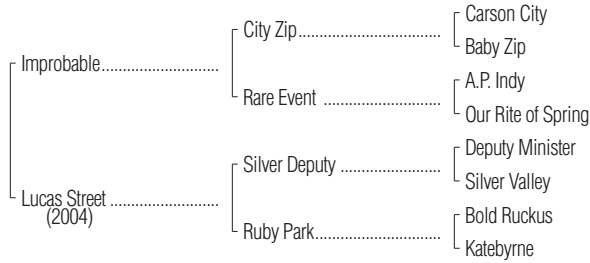 Carson City
City Zip
Baby Zip
Improbable
A.P. Indy
Rare Event
Our Rite of Spring
Deputy Minister
Silver Deputy
Silver Valley
Lucas Street
(2004)
Bold Ruckus
Ruby Park
Katebyrne